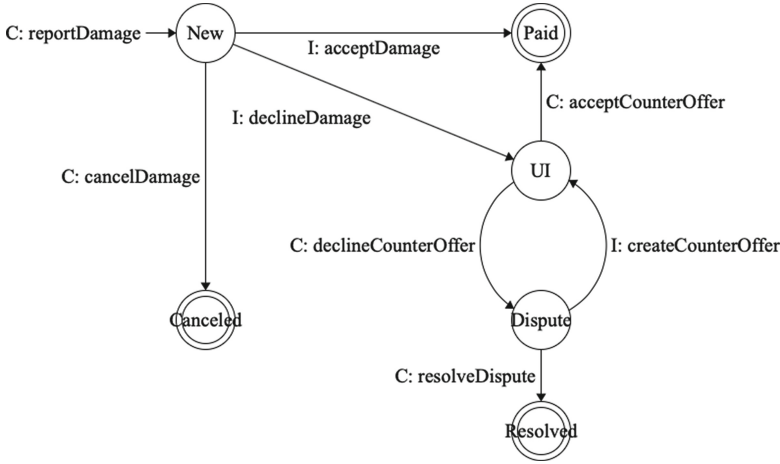 C: reportDamage
New
Paid
I: acceptDamage
C: acceptCounterOffer
I: declineDamage
UI
C: cancelDamage
C: declineCounterOffer
I: createCounterOffer
Canceled
Dispute
C: resolveDispute
Resolved